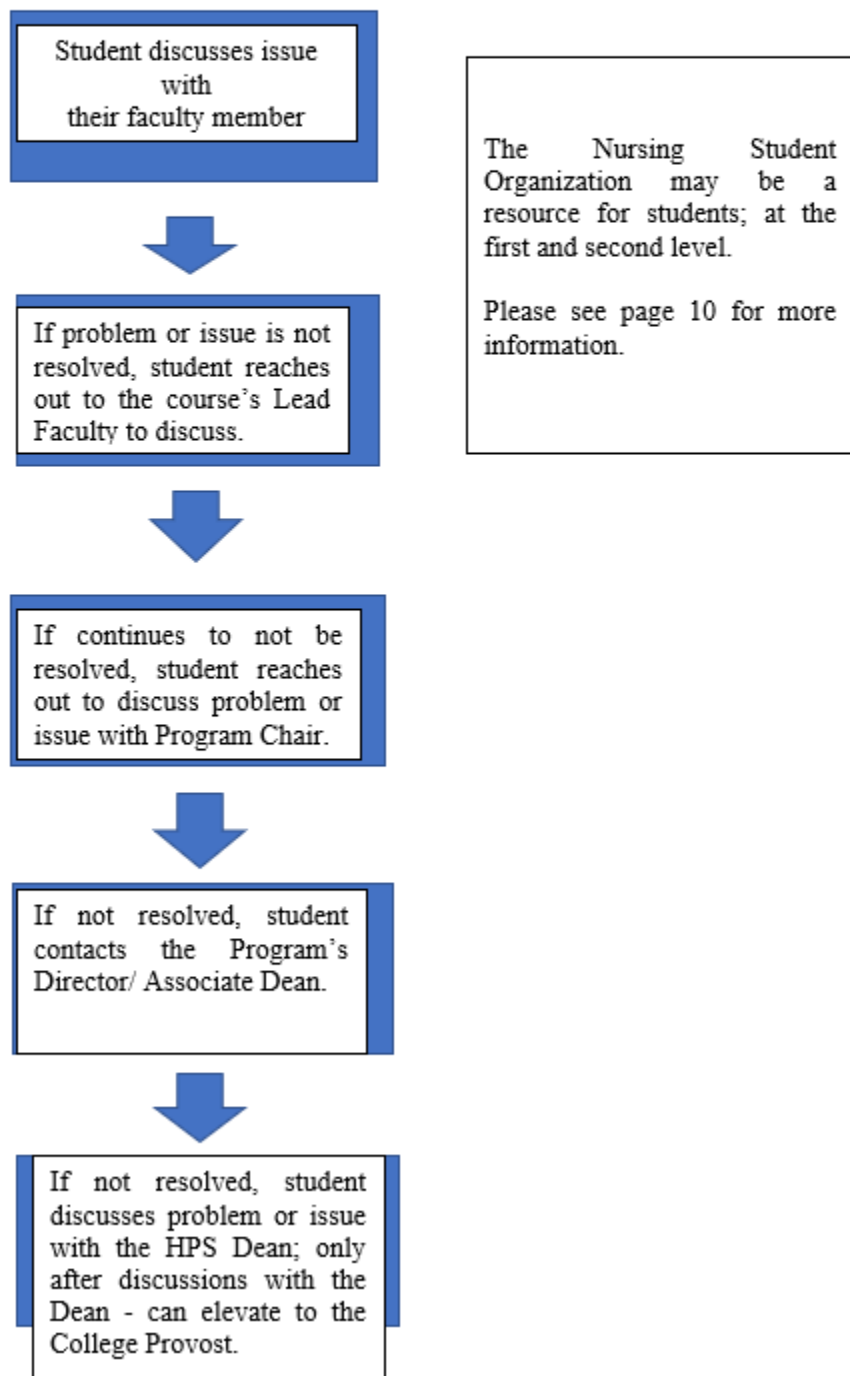 Student discusses issue
with
their faculty member
The Nursing Student
Organization may be a
resource for students; at the
first and second level.
Please see page 10 for more
information.
If problem or issue is not
resolved, student reaches
out to the course’s Lead
Faculty to discuss.
If continues to not be
resolved, student reaches
out to discuss problem or
issue with Program Chair.
If not resolved, student
contacts the Program’s
Director/ Associate Dean.
If not resolved, student
discusses problem or issue
with the HPS Dean; only
after discussions with the
Dean - can elevate to the
College Provost.